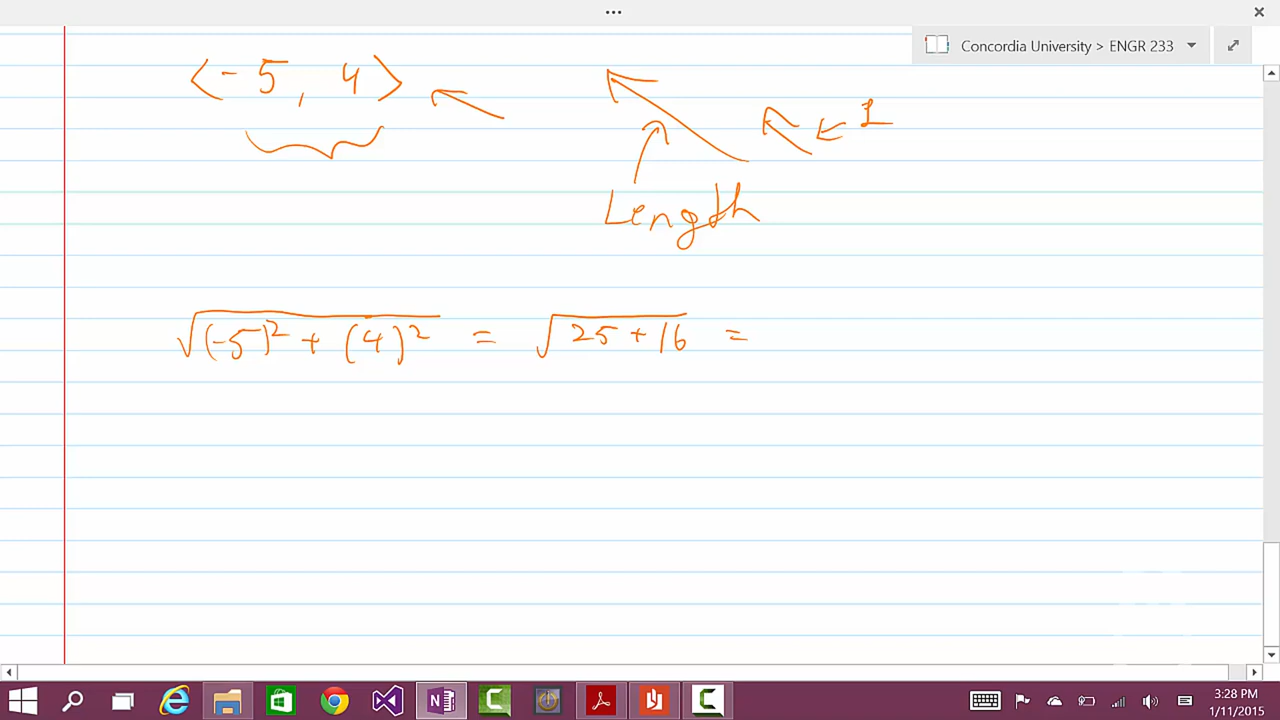 ...
Concordia University > ENGR 233
⟨-5, 4⟩
1
Length
√((-5)² + (4)²) = √(25+16) =
3:28 PM
1/11/2015